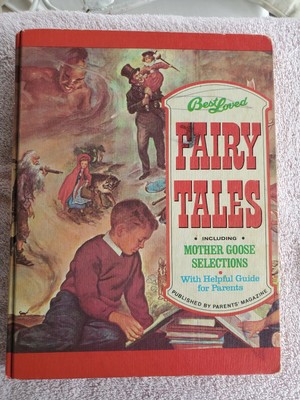 Best Loved
FAIRY
TALES
• INCLUDING •
MOTHER GOOSE
SELECTIONS
•
With Helpful Guide
for Parents
PUBLISHED BY PARENTS' MAGAZINE